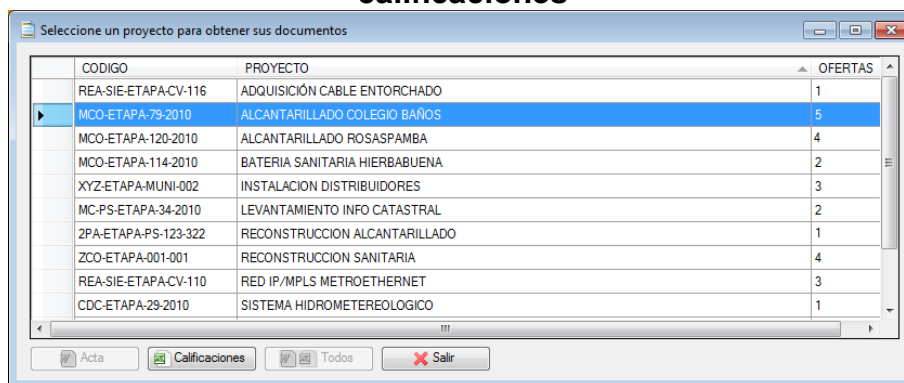 calificaciones
Seleccione un proyecto para obtener sus documentos
CODIGO PROYECTO OFERTAS
REA-SIE-ETAPA-CV-116 ADQUISICIÓN CABLE ENTORCHADO 1
MCO-ETAPA-79-2010 ALCANTARILLADO COLEGIO BAÑOS 5
MCO-ETAPA-120-2010 ALCANTARILLADO ROSASPAMBA 4
MCO-ETAPA-114-2010 BATERIA SANITARIA HIERBABUENA 2
XYZ-ETAPA-MUNI-002 INSTALACION DISTRIBUIDORES 3
MC-PS-ETAPA-34-2010 LEVANTAMIENTO INFO CATASTRAL 2
2PA-ETAPA-PS-123-322 RECONSTRUCCION ALCANTARILLADO 1
ZCO-ETAPA-001-001 RECONSTRUCCION SANITARIA 4
REA-SIE-ETAPA-CV-110 RED IP/MPLS METROETHERNET 3
CDC-ETAPA-29-2010 SISTEMA HIDROMETEREOLOGICO 1
Acta Calificaciones Todos Salir